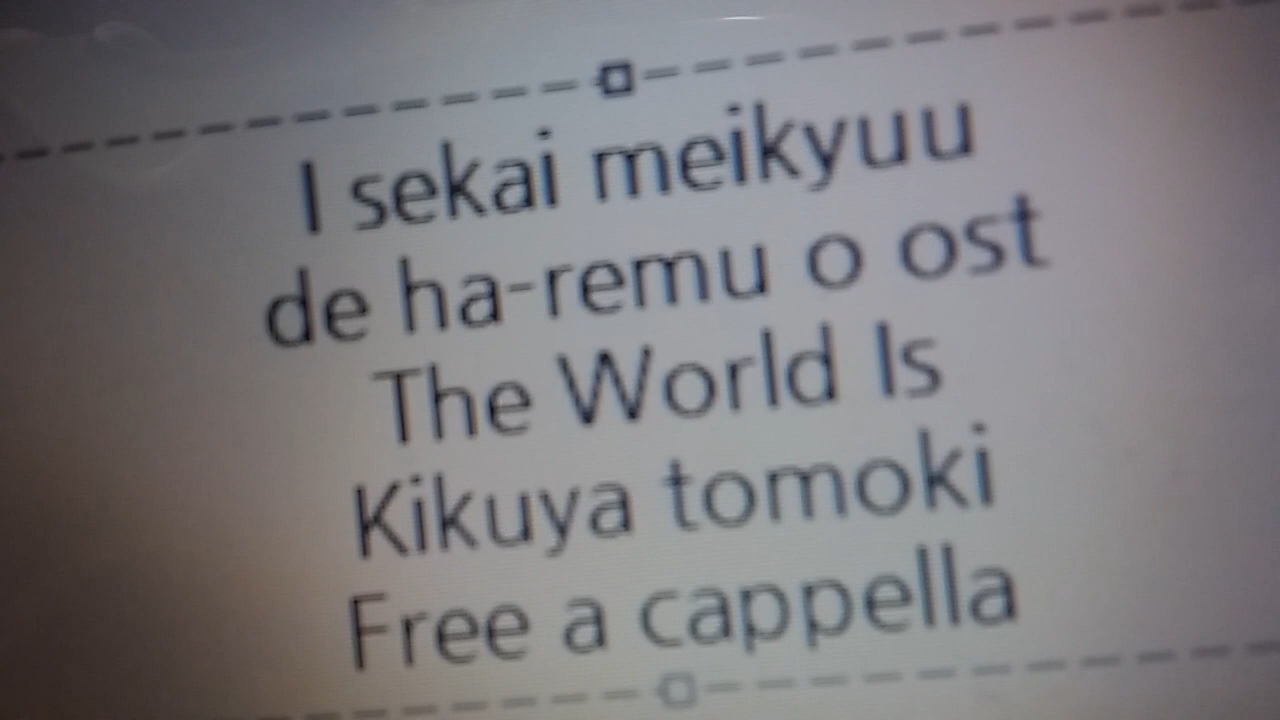 I sekai meikyuu
de ha-remu o ost
The World Is
Kikuya tomoki
Free a cappella